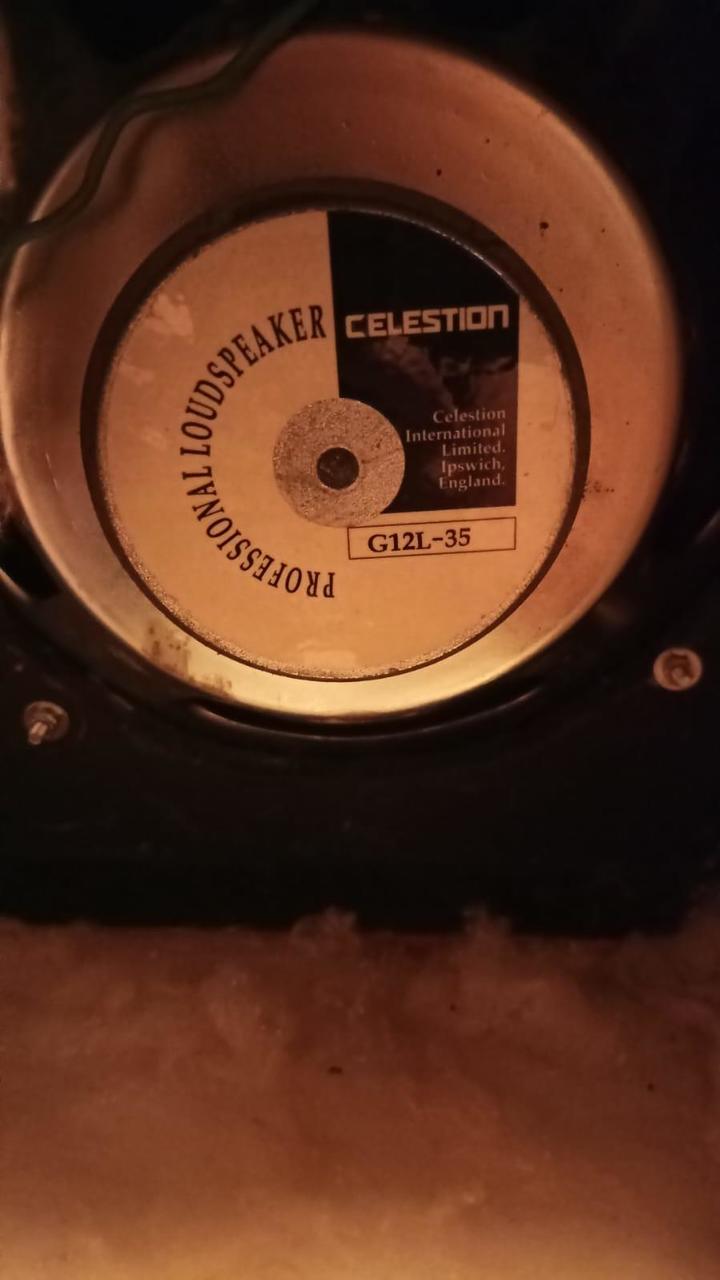 PROFESSIONAL LOUDSPEAKER
CELESTION
Celestion
International
Limited.
Ipswich,
England.
G12L-35